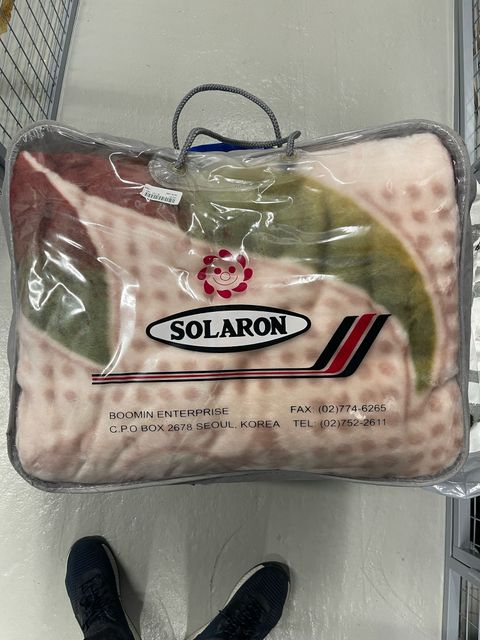 SOLARON
BOOMIN ENTERPRISE FAX: (02)774-6265
C.P.O BOX 2678 SEOUL, KOREA TEL: (02)752-2611